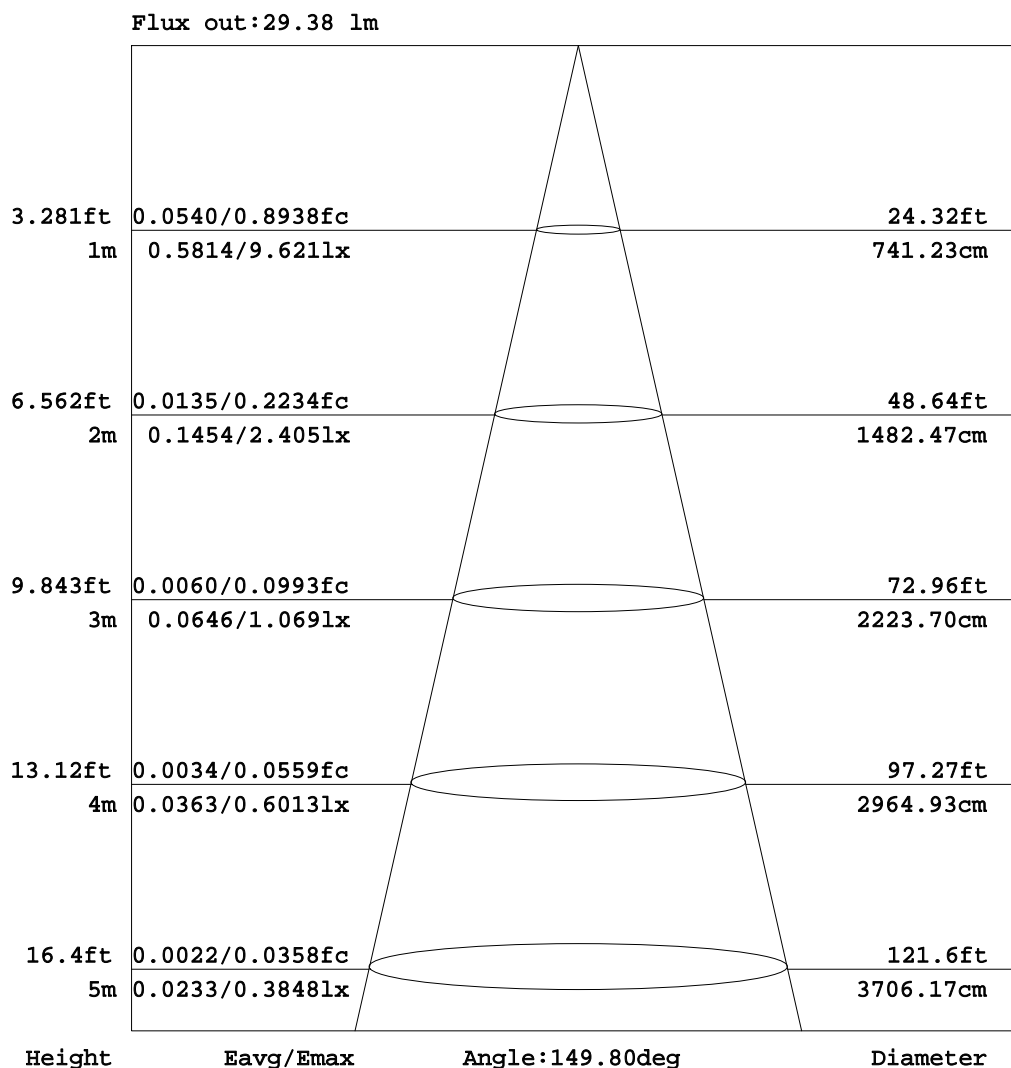 Flux out:29.38 lm
3.281ft 0.0540/0.8938fc 24.32ft
1m 0.5814/9.621lx 741.23cm
6.562ft 0.0135/0.2234fc 48.64ft
2m 0.1454/2.405lx 1482.47cm
9.843ft 0.0060/0.0993fc 72.96ft
3m 0.0646/1.069lx 2223.70cm
13.12ft 0.0034/0.0559fc 97.27ft
4m 0.0363/0.6013lx 2964.93cm
16.4ft 0.0022/0.0358fc 121.6ft
5m 0.0233/0.3848lx 3706.17cm
Height Eavg/Emax Angle:149.80deg Diameter